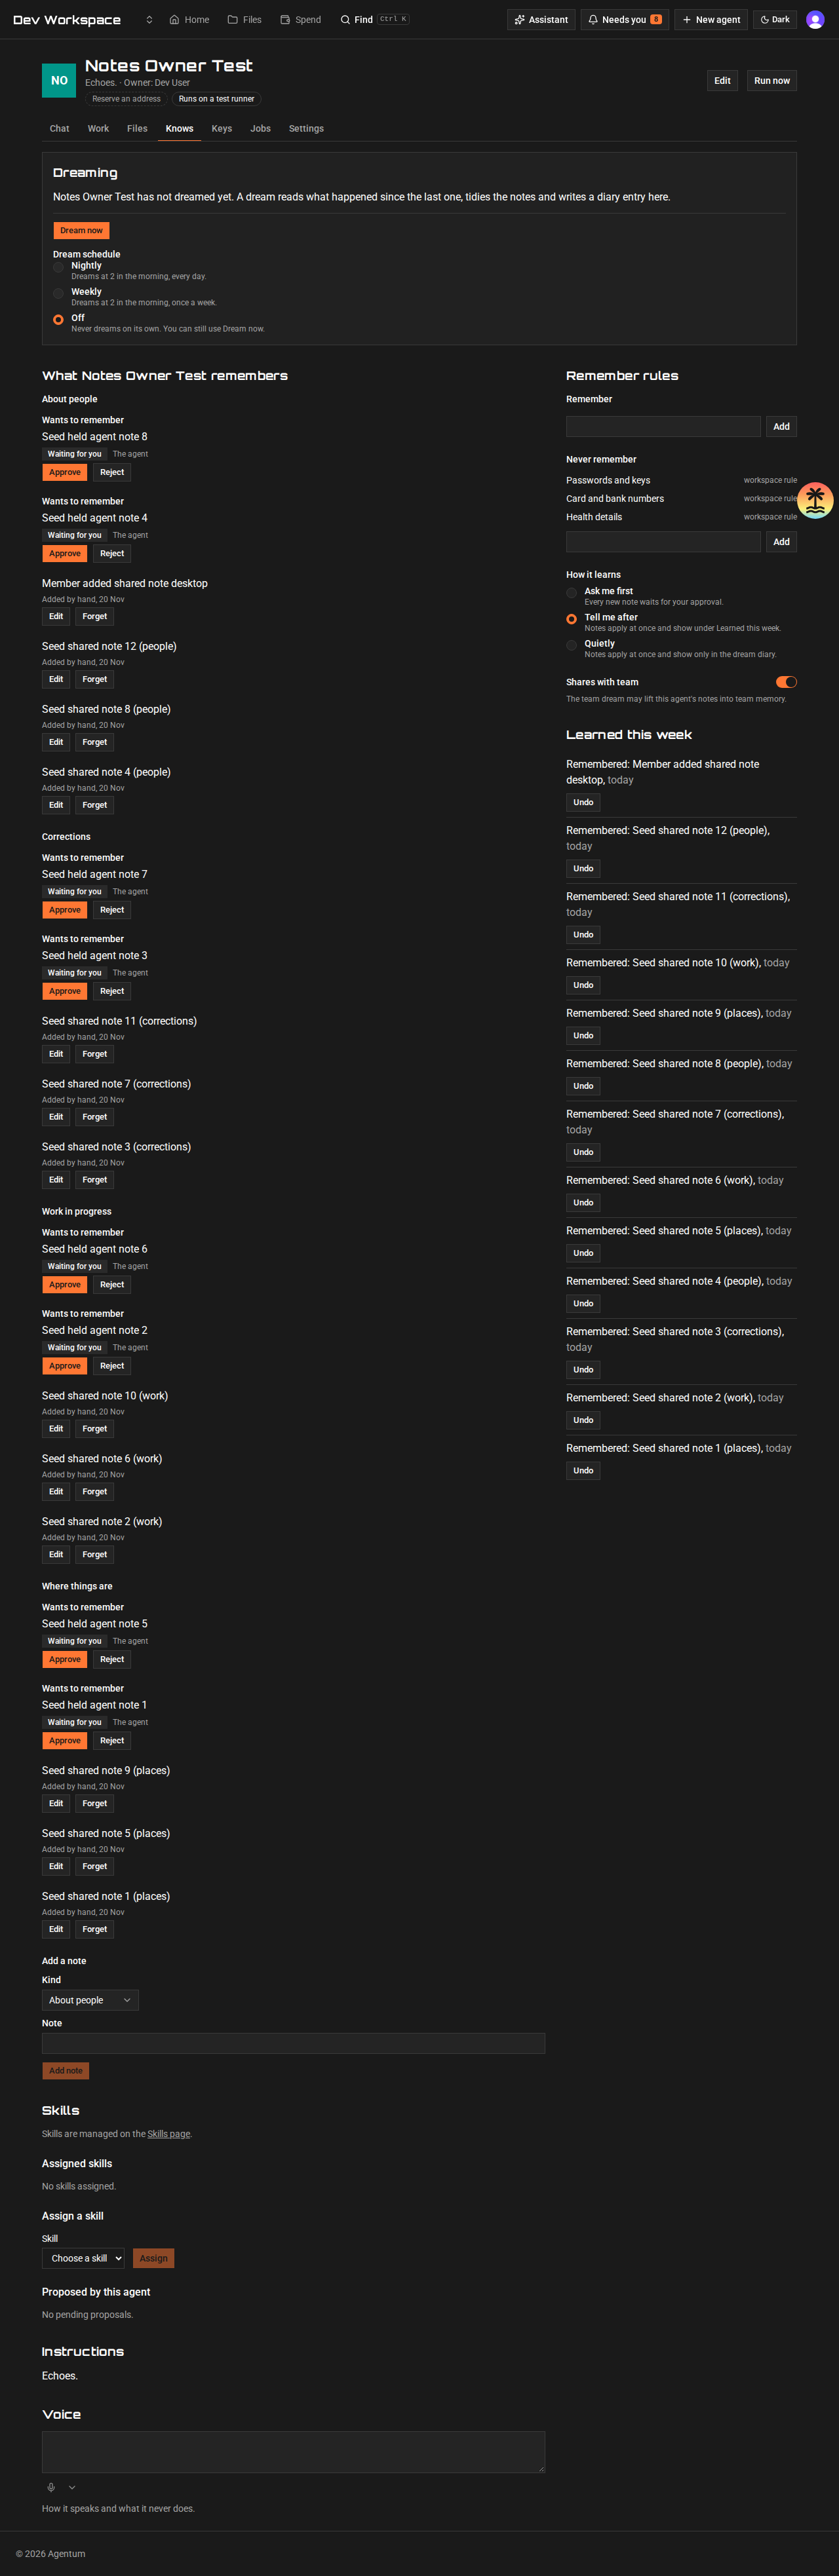 Dev Workspace
Home
Files
Spend
Find Ctrl K
Assistant
Needs you 8
New agent
Dark
NO
Notes Owner Test
Echoes. · Owner: Dev User
Reserve an address
Runs on a test runner
Edit
Run now
Chat
Work
Files
Knows
Keys
Jobs
Settings
Dreaming
Notes Owner Test has not dreamed yet. A dream reads what happened since the last one, tidies the notes and writes a diary entry here.
Dream now
Dream schedule
Nightly
Dreams at 2 in the morning, every day.
Weekly
Dreams at 2 in the morning, once a week.
Off
Never dreams on its own. You can still use Dream now.
What Notes Owner Test remembers
About people
Wants to remember
Seed held agent note 8
Waiting for you The agent
Approve Reject
Wants to remember
Seed held agent note 4
Waiting for you The agent
Approve Reject
Member added shared note desktop
Added by hand, 20 Nov
Edit Forget
Seed shared note 12 (people)
Added by hand, 20 Nov
Edit Forget
Seed shared note 8 (people)
Added by hand, 20 Nov
Edit Forget
Seed shared note 4 (people)
Added by hand, 20 Nov
Edit Forget
Corrections
Wants to remember
Seed held agent note 7
Waiting for you The agent
Approve Reject
Wants to remember
Seed held agent note 3
Waiting for you The agent
Approve Reject
Seed shared note 11 (corrections)
Added by hand, 20 Nov
Edit Forget
Seed shared note 7 (corrections)
Added by hand, 20 Nov
Edit Forget
Seed shared note 3 (corrections)
Added by hand, 20 Nov
Edit Forget
Work in progress
Wants to remember
Seed held agent note 6
Waiting for you The agent
Approve Reject
Wants to remember
Seed held agent note 2
Waiting for you The agent
Approve Reject
Seed shared note 10 (work)
Added by hand, 20 Nov
Edit Forget
Seed shared note 6 (work)
Added by hand, 20 Nov
Edit Forget
Seed shared note 2 (work)
Added by hand, 20 Nov
Edit Forget
Where things are
Wants to remember
Seed held agent note 5
Waiting for you The agent
Approve Reject
Wants to remember
Seed held agent note 1
Waiting for you The agent
Approve Reject
Seed shared note 9 (places)
Added by hand, 20 Nov
Edit Forget
Seed shared note 5 (places)
Added by hand, 20 Nov
Edit Forget
Seed shared note 1 (places)
Added by hand, 20 Nov
Edit Forget
Add a note
Kind
About people
Note
Add note
Skills
Skills are managed on the Skills page.
Assigned skills
No skills assigned.
Assign a skill
Skill
Choose a skill Assign
Proposed by this agent
No pending proposals.
Instructions
Echoes.
Voice
How it speaks and what it never does.
Remember rules
Remember
Add
Never remember
Passwords and keys workspace rule
Card and bank numbers workspace rule
Health details workspace rule
Add
How it learns
Ask me first
Every new note waits for your approval.
Tell me after
Notes apply at once and show under Learned this week.
Quietly
Notes apply at once and show only in the dream diary.
Shares with team
The team dream may lift this agent's notes into team memory.
Learned this week
Remembered: Member added shared note
desktop, today
Undo
Remembered: Seed shared note 12 (people),
today
Undo
Remembered: Seed shared note 11 (corrections),
today
Undo
Remembered: Seed shared note 10 (work), today
Undo
Remembered: Seed shared note 9 (places), today
Undo
Remembered: Seed shared note 8 (people), today
Undo
Remembered: Seed shared note 7 (corrections),
today
Undo
Remembered: Seed shared note 6 (work), today
Undo
Remembered: Seed shared note 5 (places), today
Undo
Remembered: Seed shared note 4 (people), today
Undo
Remembered: Seed shared note 3 (corrections),
today
Undo
Remembered: Seed shared note 2 (work), today
Undo
Remembered: Seed shared note 1 (places), today
Undo
© 2026 Agentum